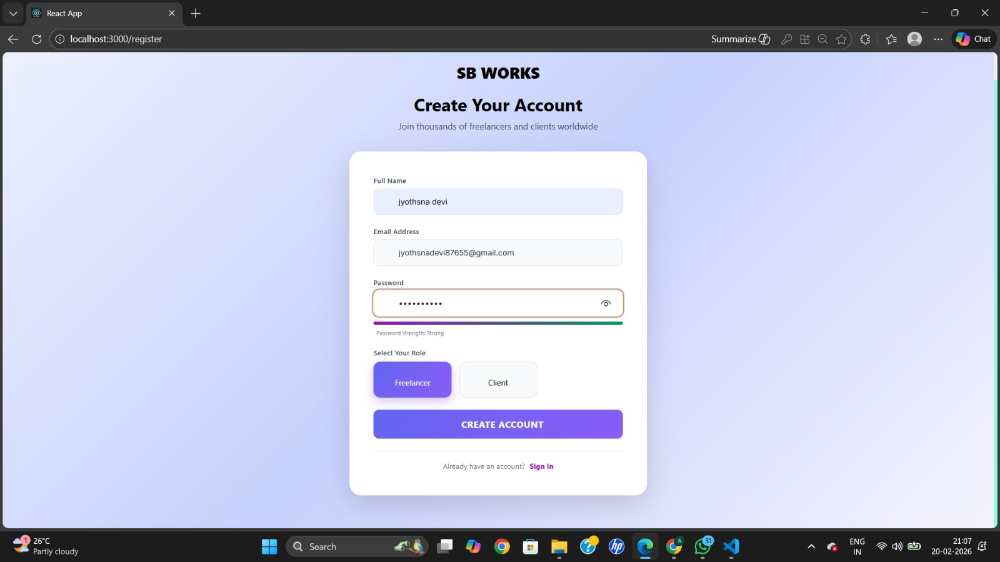 React App
localhost:3000/register
Summarize
Chat
SB WORKS
Create Your Account
Join thousands of freelancers and clients worldwide
Full Name
jyothsna devi
Email Address
jyothsnadevi87655@gmail.com
Password
••••••••••
Password strength: Strong
Select Your Role
Freelancer
Client
CREATE ACCOUNT
Already have an account? Sign In
1
26°C
Partly cloudy
Search
?
hp
A
31
ENG
IN
21:07
20-02-2026